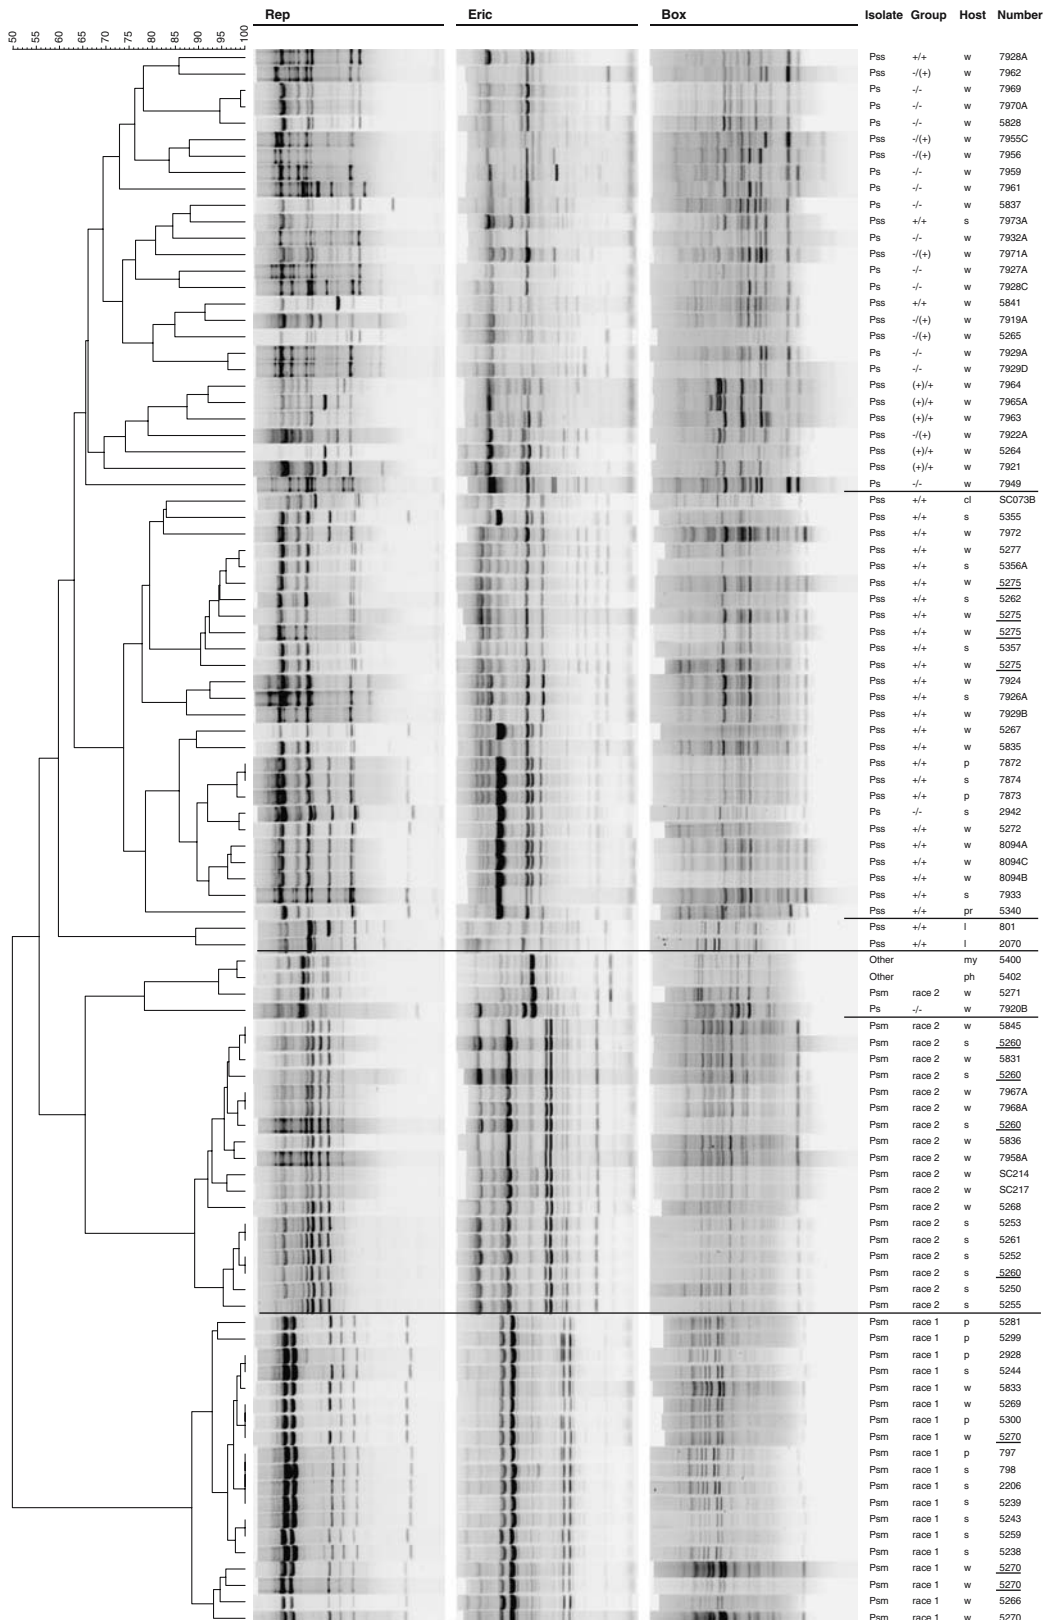 Rep Eric Box Isolate Group Host Number
50 55 60 65 70 75 80 85 90 95 100
Pss +/+ w 7928A
Pss -/(+) w 7962
Ps -/- w 7969
Ps -/- w 7970A
Ps -/- w 5828
Pss -/(+) w 7955C
Pss -/(+) w 7956
Ps -/- w 7959
Ps -/- w 7961
Ps -/- w 5837
Pss +/+ s 7973A
Ps -/- w 7932A
Pss -/(+) w 7971A
Ps -/- w 7927A
Ps -/- w 7928C
Pss +/+ w 5841
Pss -/(+) w 7919A
Pss -/(+) w 5265
Ps -/- w 7929A
Ps -/- w 7929D
Pss (+)/+ w 7964
Pss (+)/+ w 7965A
Pss (+)/+ w 7963
Pss -/(+) w 7922A
Pss (+)/+ w 5264
Pss (+)/+ w 7921
Ps -/- w 7949
Pss +/+ cl SC073B
Pss +/+ s 5355
Pss +/+ w 7972
Pss +/+ w 5277
Pss +/+ s 5356A
Pss +/+ w 5275
Pss +/+ s 5262
Pss +/+ w 5275
Pss +/+ w 5275
Pss +/+ s 5357
Pss +/+ w 5275
Pss +/+ w 7924
Pss +/+ s 7926A
Pss +/+ w 7929B
Pss +/+ w 5267
Pss +/+ w 5835
Pss +/+ p 7872
Pss +/+ s 7874
Pss +/+ p 7873
Ps -/- s 2942
Pss +/+ w 5272
Pss +/+ w 8094A
Pss +/+ w 8094C
Pss +/+ w 8094B
Pss +/+ s 7933
Pss +/+ pr 5340
Pss +/+ l 801
Pss +/+ l 2070
Other my 5400
Other ph 5402
Psm race 2 w 5271
Ps -/- w 7920B
Psm race 2 w 5845
Psm race 2 s 5260
Psm race 2 w 5831
Psm race 2 s 5260
Psm race 2 w 7967A
Psm race 2 w 7968A
Psm race 2 s 5260
Psm race 2 w 5836
Psm race 2 w 7958A
Psm race 2 w SC214
Psm race 2 w SC217
Psm race 2 w 5268
Psm race 2 s 5253
Psm race 2 s 5261
Psm race 2 s 5252
Psm race 2 s 5260
Psm race 2 s 5250
Psm race 2 s 5255
Psm race 1 p 5281
Psm race 1 p 5299
Psm race 1 p 2928
Psm race 1 s 5244
Psm race 1 w 5833
Psm race 1 w 5269
Psm race 1 p 5300
Psm race 1 w 5270
Psm race 1 p 797
Psm race 1 s 798
Psm race 1 s 2206
Psm race 1 s 5239
Psm race 1 s 5243
Psm race 1 s 5259
Psm race 1 s 5238
Psm race 1 w 5270
Psm race 1 w 5270
Psm race 1 w 5266
Psm race 1 w 5270